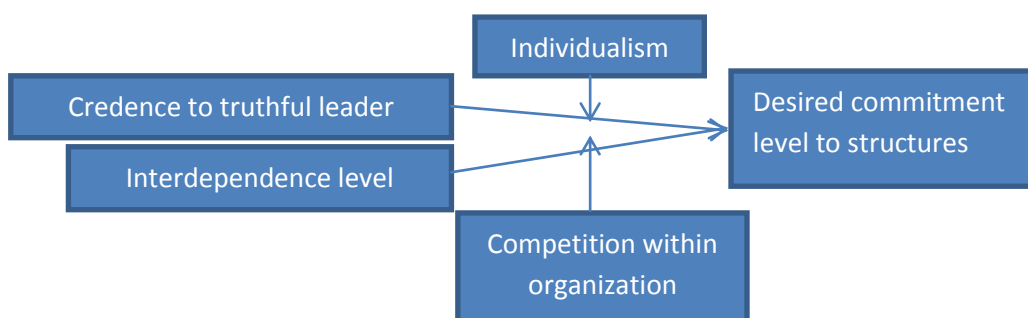 Individualism
Credence to truthful leader
Desired commitment
level to structures
Interdependence level
Competition within
organization